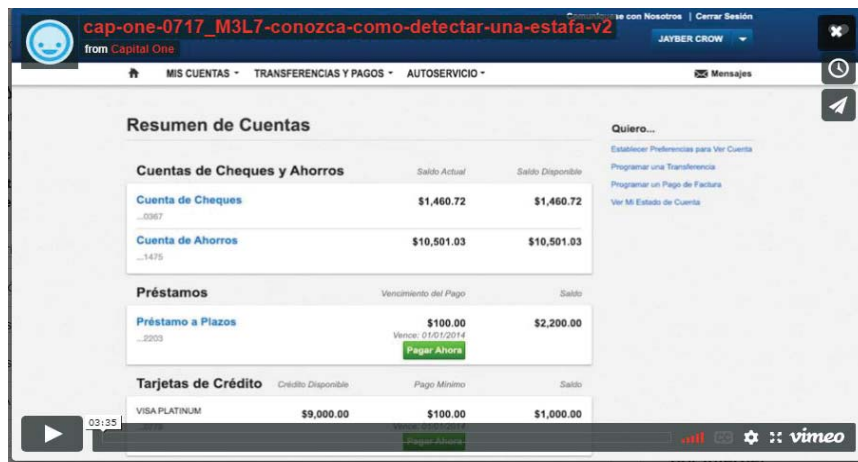 Comuníquese con Nosotros | Cerrar Sesión
cap-one-0717_M3L7-conozca-como-detectar-una-estafa-v2
from Capital One
JAYBER CROW
MIS CUENTAS TRANSFERENCIAS Y PAGOS AUTOSERVICIO Mensajes
Resumen de Cuentas
Quiero...
Establecer Preferencias para Ver Cuenta
Programar una Transferencia
Programar un Pago de Factura
Ver Mi Estado de Cuenta
Cuentas de Cheques y Ahorros Saldo Actual Saldo Disponible
Cuenta de Cheques $1,460.72 $1,460.72
...0367
Cuenta de Ahorros $10,501.03 $10,501.03
...1475
Préstamos Vencimiento del Pago Saldo
Préstamo a Plazos $100.00 $2,200.00
...2203 Vence: 01/01/2014
Pagar Ahora
Tarjetas de Crédito Crédito Disponible Pago Mínimo Saldo
VISA PLATINUM $9,000.00 $100.00 $1,000.00
Vence: 01/01/2014
Pagar Ahora
03:35
vimeo